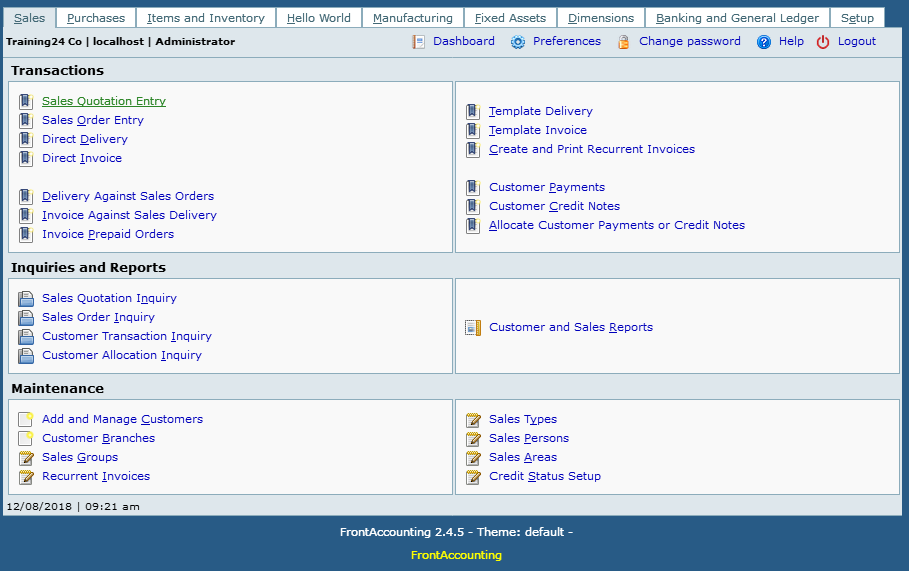 Sales Purchases Items and Inventory Hello World Manufacturing Fixed Assets Dimensions Banking and General Ledger Setup
Training24 Co | localhost | Administrator Dashboard Preferences Change password Help Logout
Transactions
Sales Quotation Entry
Sales Order Entry
Direct Delivery
Direct Invoice
Delivery Against Sales Orders
Invoice Against Sales Delivery
Invoice Prepaid Orders
Template Delivery
Template Invoice
Create and Print Recurrent Invoices
Customer Payments
Customer Credit Notes
Allocate Customer Payments or Credit Notes
Inquiries and Reports
Sales Quotation Inquiry
Sales Order Inquiry
Customer Transaction Inquiry
Customer Allocation Inquiry
Customer and Sales Reports
Maintenance
Add and Manage Customers
Customer Branches
Sales Groups
Recurrent Invoices
Sales Types
Sales Persons
Sales Areas
Credit Status Setup
12/08/2018 | 09:21 am
FrontAccounting 2.4.5 - Theme: default -
FrontAccounting